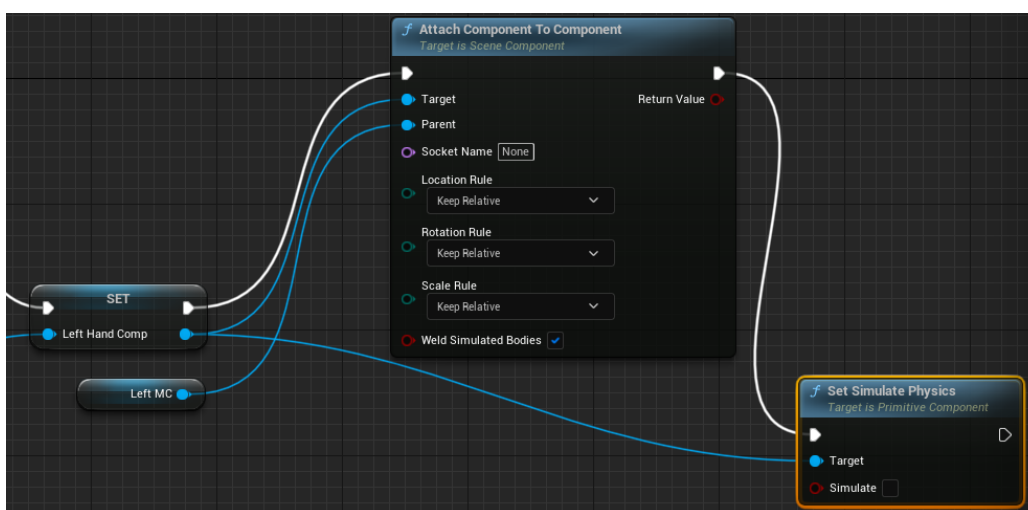 Attach Component To Component
Target is Scene Component
Target
Return Value
Parent
Socket Name None
Location Rule
Keep Relative
Rotation Rule
Keep Relative
Scale Rule
Keep Relative
Weld Simulated Bodies
SET
Left Hand Comp
Left MC
Set Simulate Physics
Target is Primitive Component
Target
Simulate